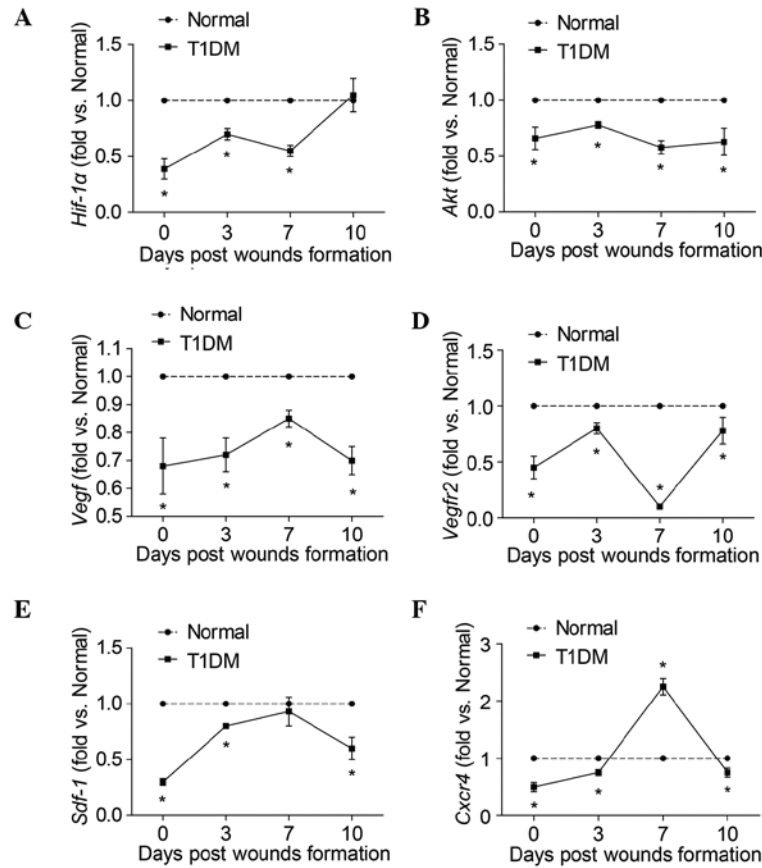 A
Normal
T1DM
Hif-1α (fold vs. Normal)
1.5
1.0
0.5
0.0
* * *
0 3 7 10
Days post wounds formation
B
Normal
T1DM
Akt (fold vs. Normal)
1.5
1.0
0.5
0.0
* * * *
0 3 7 10
Days post wounds formation
C
Normal
T1DM
Vegf (fold vs. Normal)
1.1
1.0
0.9
0.8
0.7
0.6
0.5
* * * *
0 3 7 10
Days post wounds formation
D
Normal
T1DM
Vegfr2 (fold vs. Normal)
1.5
1.0
0.5
0.0
* * * *
0 3 7 10
Days post wounds formation
E
Normal
T1DM
Sdf-1 (fold vs. Normal)
1.5
1.0
0.5
0.0
* * *
0 3 7 10
Days post wounds formation
F
Normal
T1DM
Cxcr4 (fold vs. Normal)
3
2
1
0
* * * *
0 3 7 10
Days post wounds formation